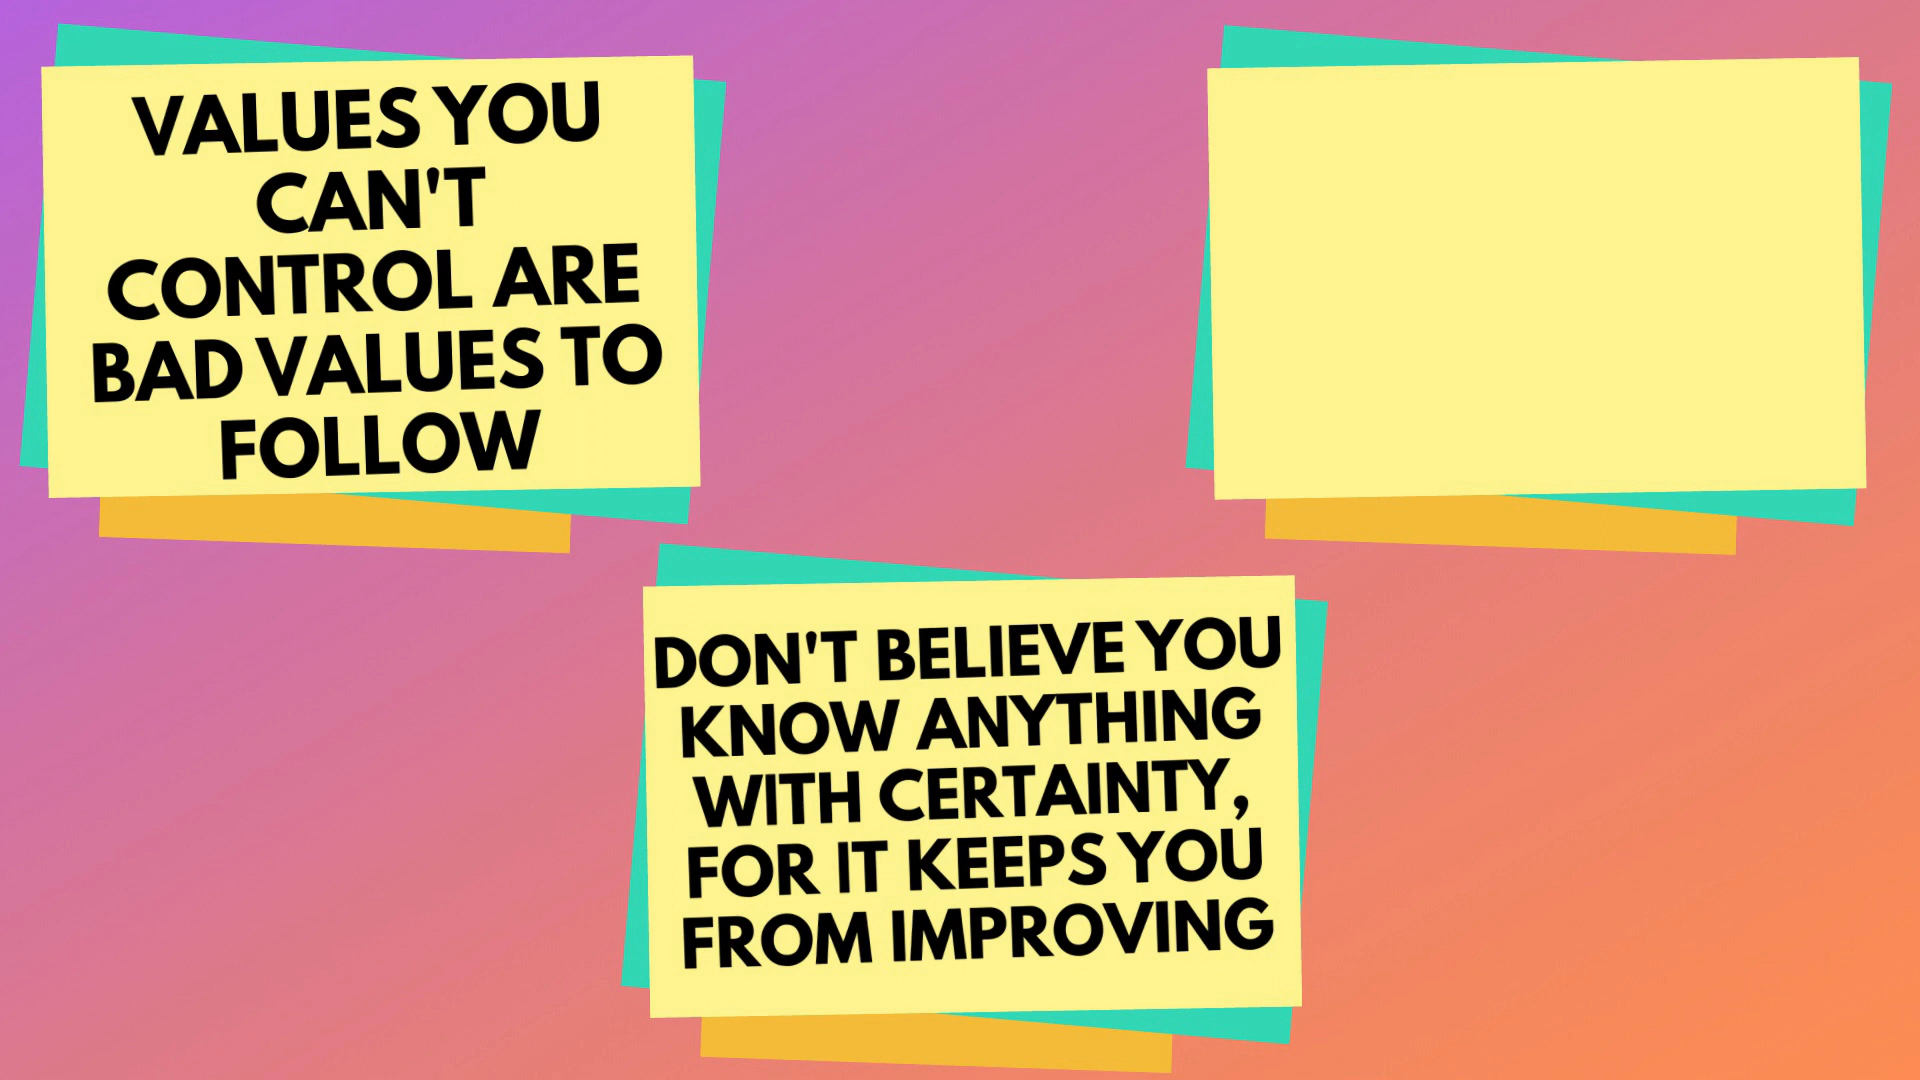 VALUES YOU
CAN'T
CONTROL ARE
BAD VALUES TO
FOLLOW
DON'T BELIEVE YOU
KNOW ANYTHING
WITH CERTAINTY,
FOR IT KEEPS YOU
FROM IMPROVING